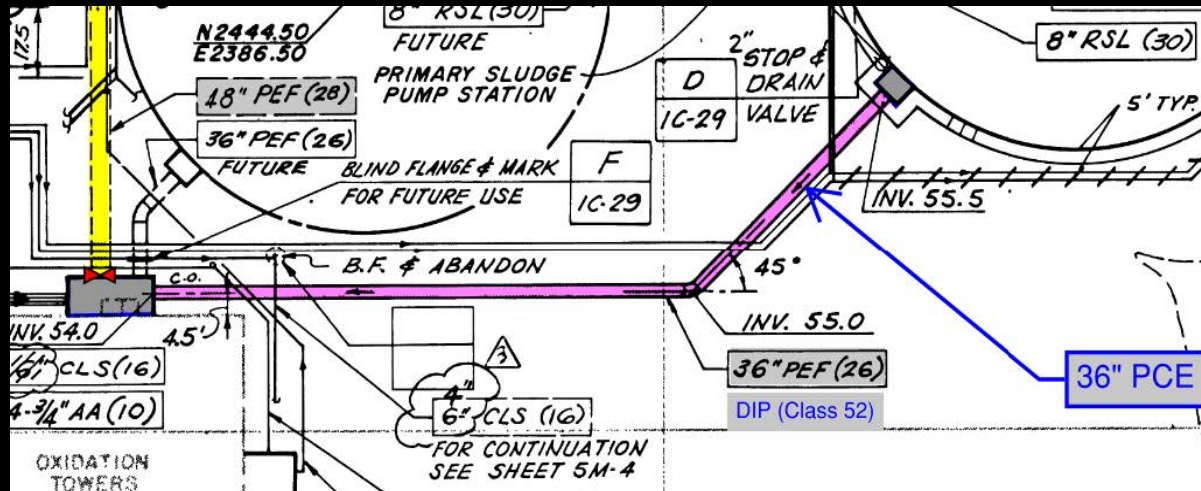 17.5
N2444.50
E2386.50
8" RSL (30)
FUTURE
PRIMARY SLUDGE
PUMP STATION
48" PEF (28)
36" PEF (26)
FUTURE
BLIND FLANGE & MARK
FOR FUTURE USE
F
1C-29
D
1C-29
2" STOP &
DRAIN
VALVE
8" RSL (30)
5' TYP.
INV. 55.5
45°
B.F. & ABANDON
C.O.
INV. 54.0
4.5'
CLS (16)
4-3/4" AA (10)
OXIDATION
TOWERS
3
4"
6" CLS (16)
FOR CONTINUATION
SEE SHEET 5M-4
INV. 55.0
36" PEF (26)
DIP (Class 52)
36" PCE